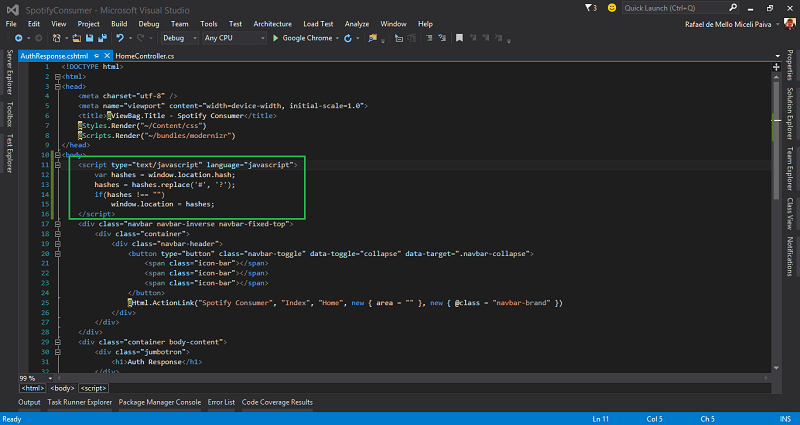 SpotifyConsumer - Microsoft Visual Studio
3
Quick Launch (Ctrl+Q)
File Edit View Project Build Debug Team Tools Test Architecture Load Test Analyze Window Help
Rafael de Mello Miceli Paiva
Debug Any CPU Google Chrome
AuthResponse.cshtml HomeController.cs
Server Explorer
Toolbox
Test Explorer
1 <!DOCTYPE html>
2 <html>
3 <head>
4 <meta charset="utf-8" />
5 <meta name="viewport" content="width=device-width, initial-scale=1.0">
6 <title>@ViewBag.Title - Spotify Consumer</title>
7 @Styles.Render("~/Content/css")
8 @Scripts.Render("~/bundles/modernizr")
9 </head>
10 <body>
11 <script type="text/javascript" language="javascript">
12 var hashes = window.location.hash;
13 hashes = hashes.replace('#', '?');
14 if(hashes !== "")
15 window.location = hashes;
16 </script>
17 <div class="navbar navbar-inverse navbar-fixed-top">
18 <div class="container">
19 <div class="navbar-header">
20 <button type="button" class="navbar-toggle" data-toggle="collapse" data-target=".navbar-collapse">
21 <span class="icon-bar"></span>
22 <span class="icon-bar"></span>
23 <span class="icon-bar"></span>
24 </button>
25 @Html.ActionLink("Spotify Consumer", "Index", "Home", new { area = "" }, new { @class = "navbar-brand" })
26 </div>
27 </div>
28 </div>
29 <div class="container body-content">
30 <div class="jumbotron">
31 <h1>Auth Response</h1>
32
Properties
Solution Explorer
Team Explorer
Class View
Notifications
99 %
<html> <body> <script>
Output Task Runner Explorer Package Manager Console Error List Code Coverage Results
Ready Ln 11 Col 5 Ch 5 INS